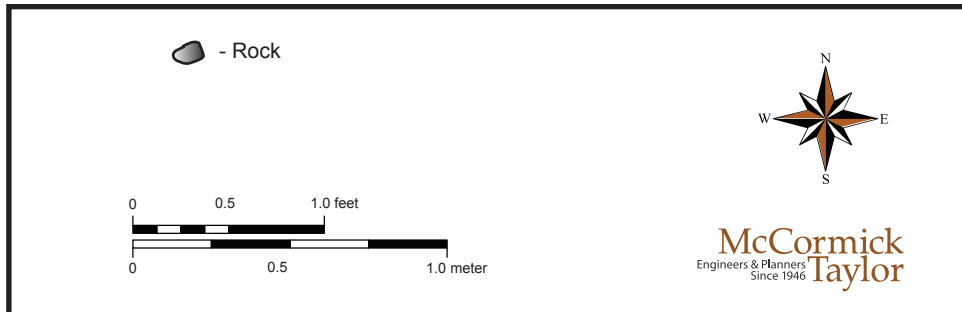 - Rock
N
W E
S
0 0.5 1.0 feet
0 0.5 1.0 meter
McCormick
Engineers & Planners
Since 1946
Taylor